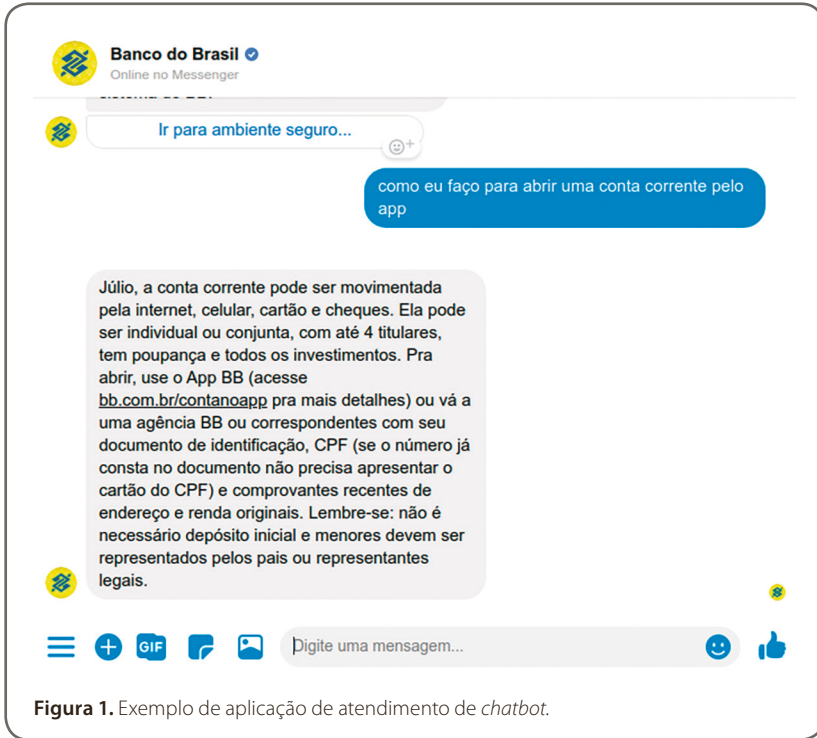 Banco do Brasil
Online no Messenger
Ir para ambiente seguro...
como eu faço para abrir uma conta corrente pelo
app
Júlio, a conta corrente pode ser movimentada
pela internet, celular, cartão e cheques. Ela pode
ser individual ou conjunta, com até 4 titulares,
tem poupança e todos os investimentos. Pra
abrir, use o App BB (acesse
bb.com.br/contanoapp pra mais detalhes) ou vá a
uma agência BB ou correspondentes com seu
documento de identificação, CPF (se o número já
consta no documento não precisa apresentar o
cartão do CPF) e comprovantes recentes de
endereço e renda originais. Lembre-se: não é
necessário depósito inicial e menores devem ser
representados pelos pais ou representantes
legais.
GIF
Digite uma mensagem...
Figura 1. Exemplo de aplicação de atendimento de chatbot.